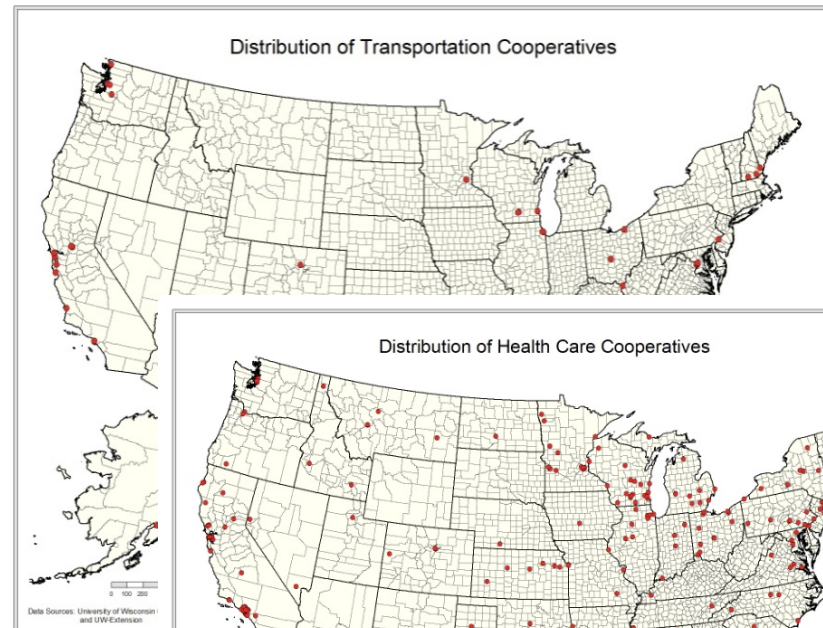 Distribution of Transportation Cooperatives
Distribution of Health Care Cooperatives
0 100 200
Data Sources: University of Wisconsin
and UW-Extension